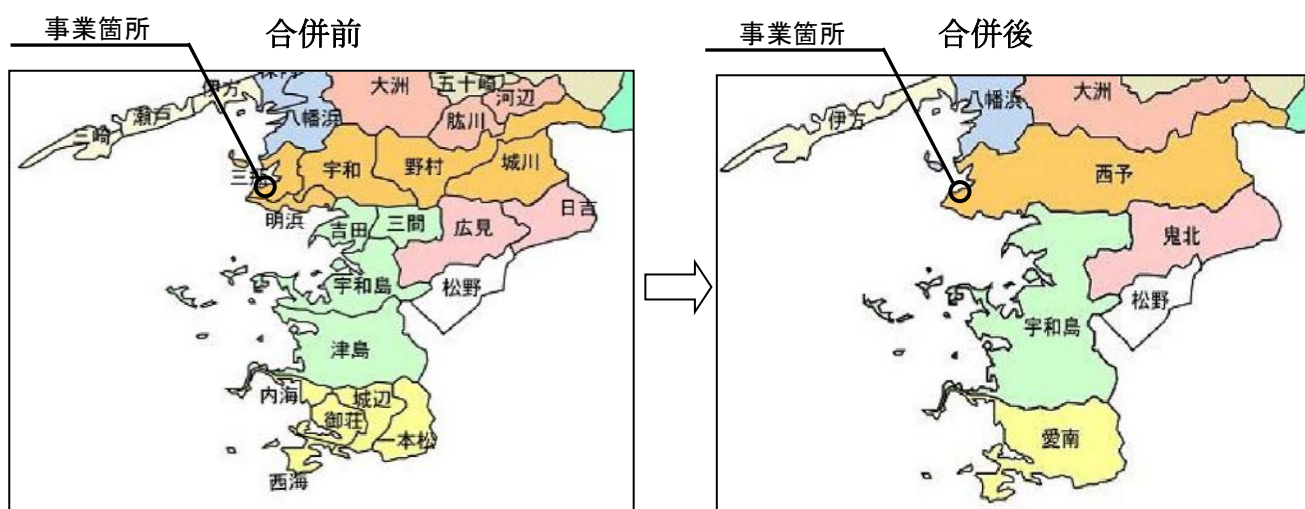 事業箇所
合併前
伊方
大洲
五十崎
河辺
瀬戸
八幡浜
肱川
三崎
宇和
野村
城川
三瓶
明浜
日吉
吉田
三間
広見
宇和島
松野
津島
内海
城辺
御荘
一本松
西海
事業箇所
合併後
八幡浜
大洲
伊方
西予
鬼北
松野
宇和島
愛南